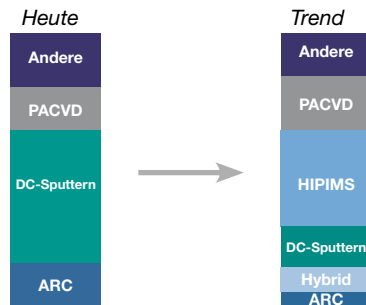 Heute
Andere
PACVD
DC-Sputtern
ARC
Trend
Andere
PACVD
HIPIMS
DC-Sputtern
Hybrid
ARC